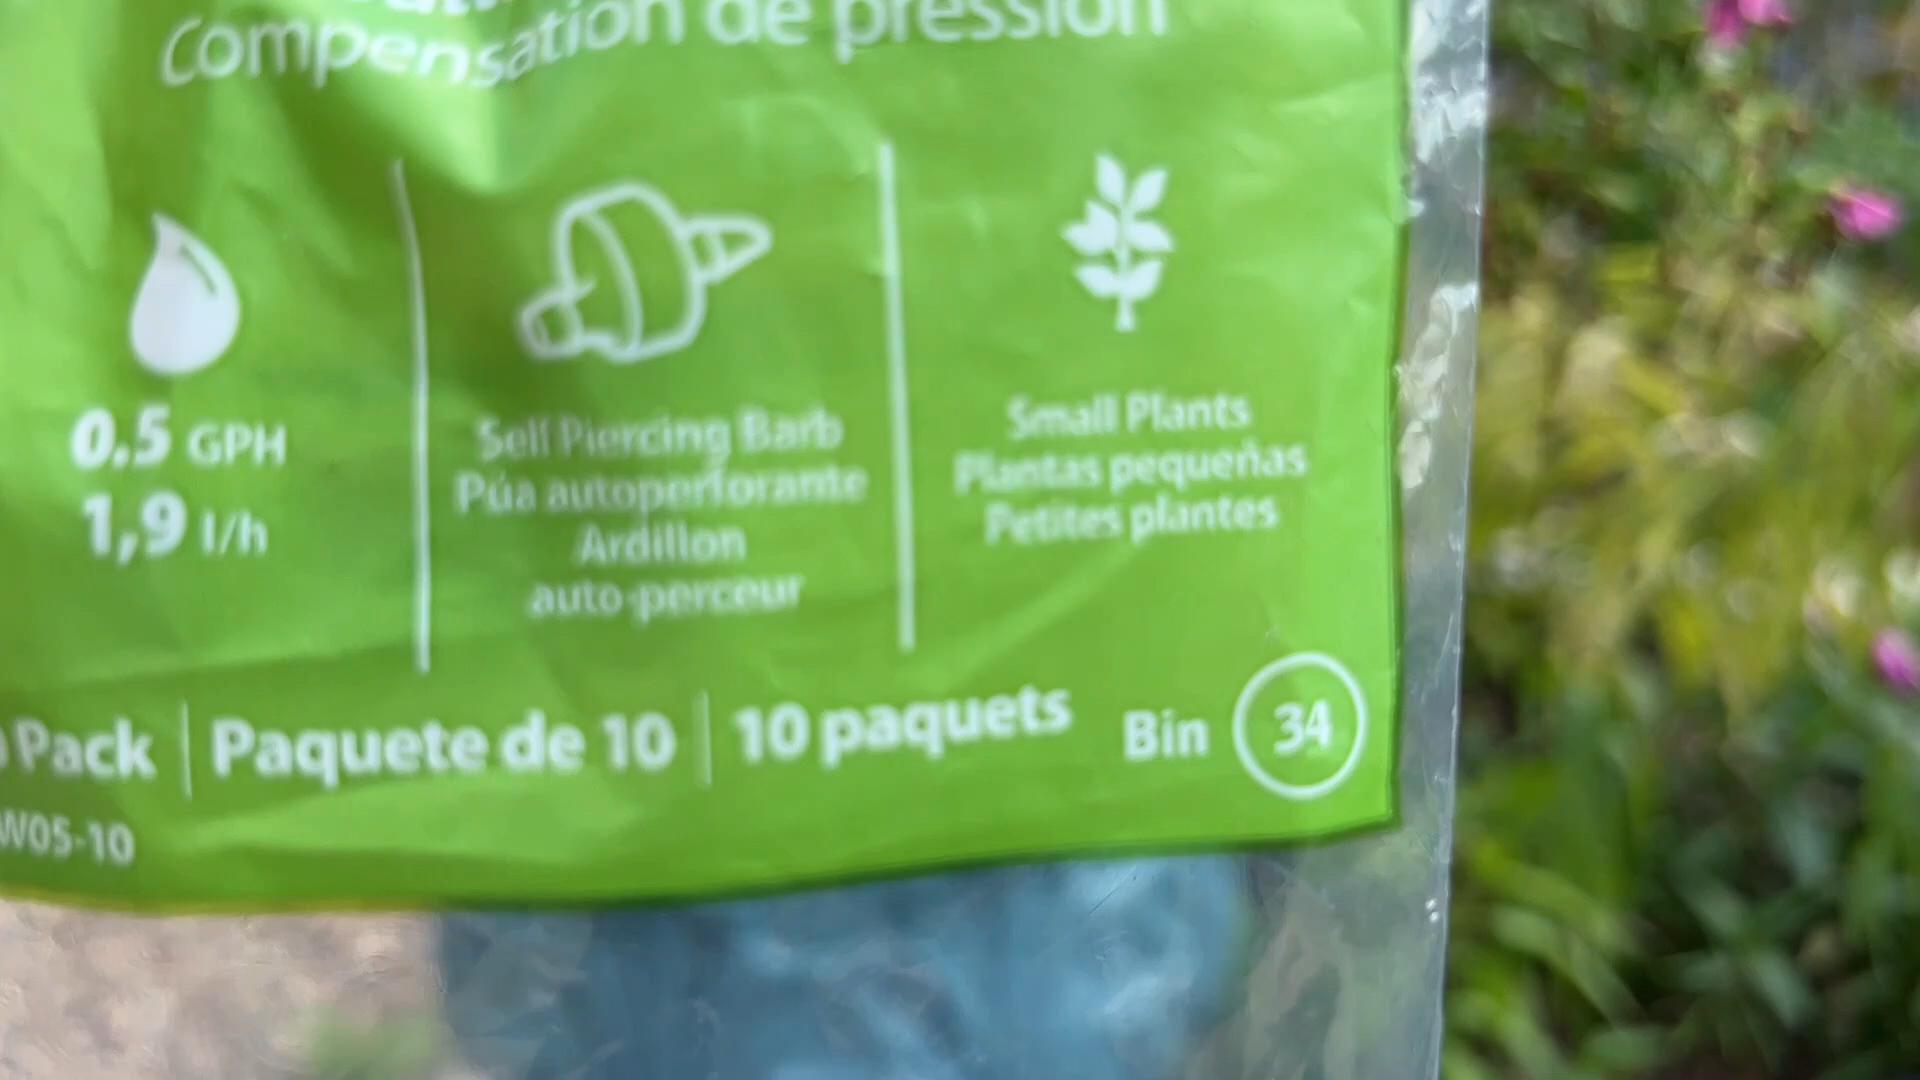 Compensation de pression
0.5 GPH
1,9 l/h
Self Piercing Barb
Púa autoperforante
Ardillon
auto-perceur
Small Plants
Plantas pequeñas
Petites plantes
Pack | Paquete de 10 | 10 paquets
Bin 34
W05-10